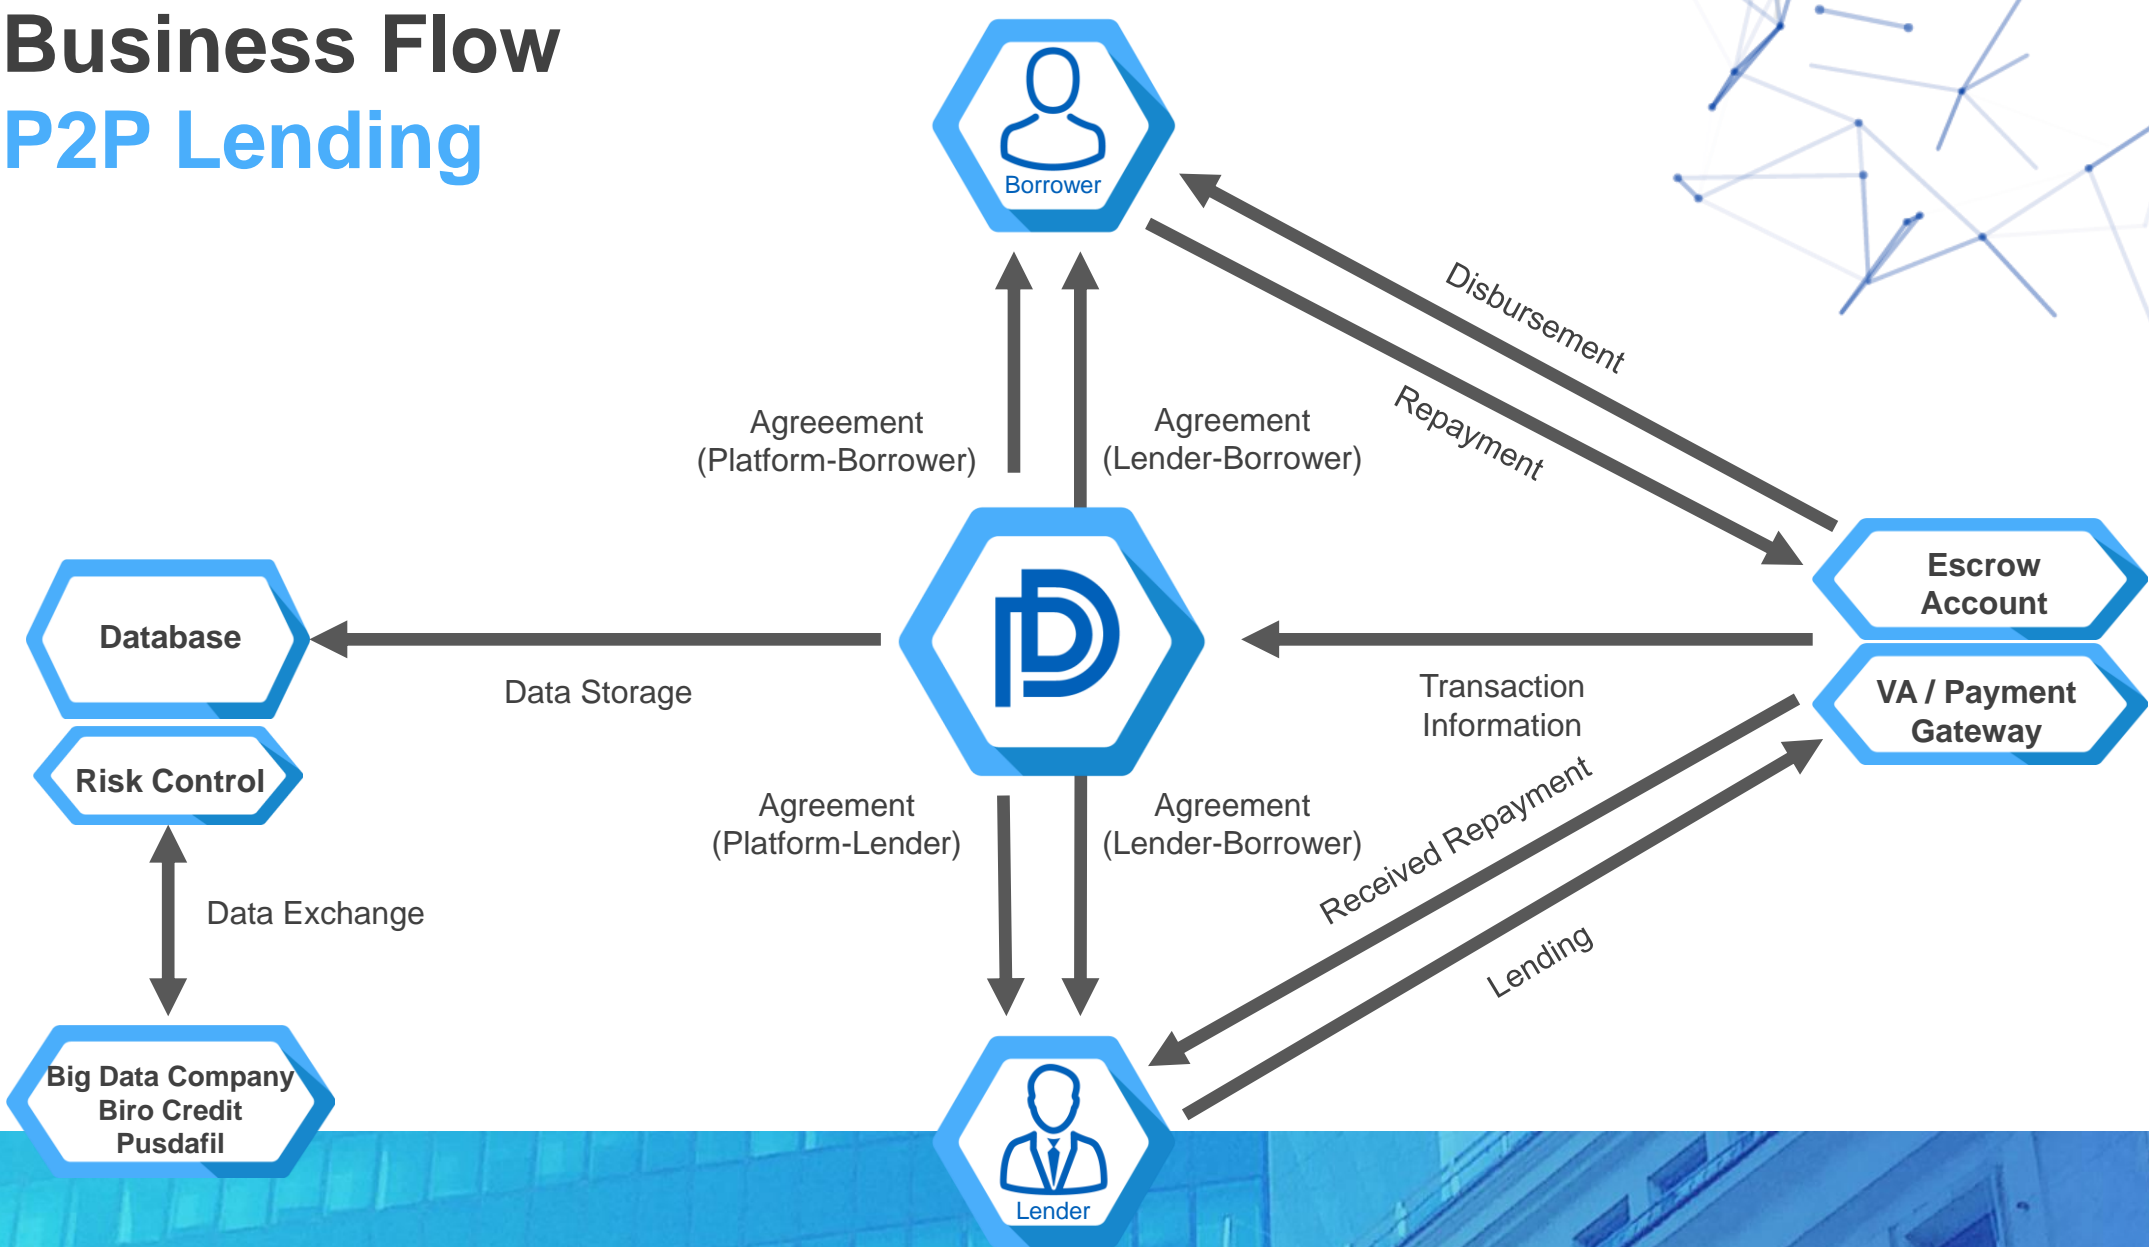 Business Flow
P2P Lending
Borrower
Disbursement
Repayment
Agreeement
(Platform-Borrower)
Agreement
(Lender-Borrower)
Escrow
Account
Database
Data Storage
Transaction
Information
VA / Payment
Gateway
Risk Control
Agreement
(Platform-Lender)
Agreement
(Lender-Borrower)
Received Repayment
Lending
Data Exchange
Big Data Company
Biro Credit
Pusdafil
Lender